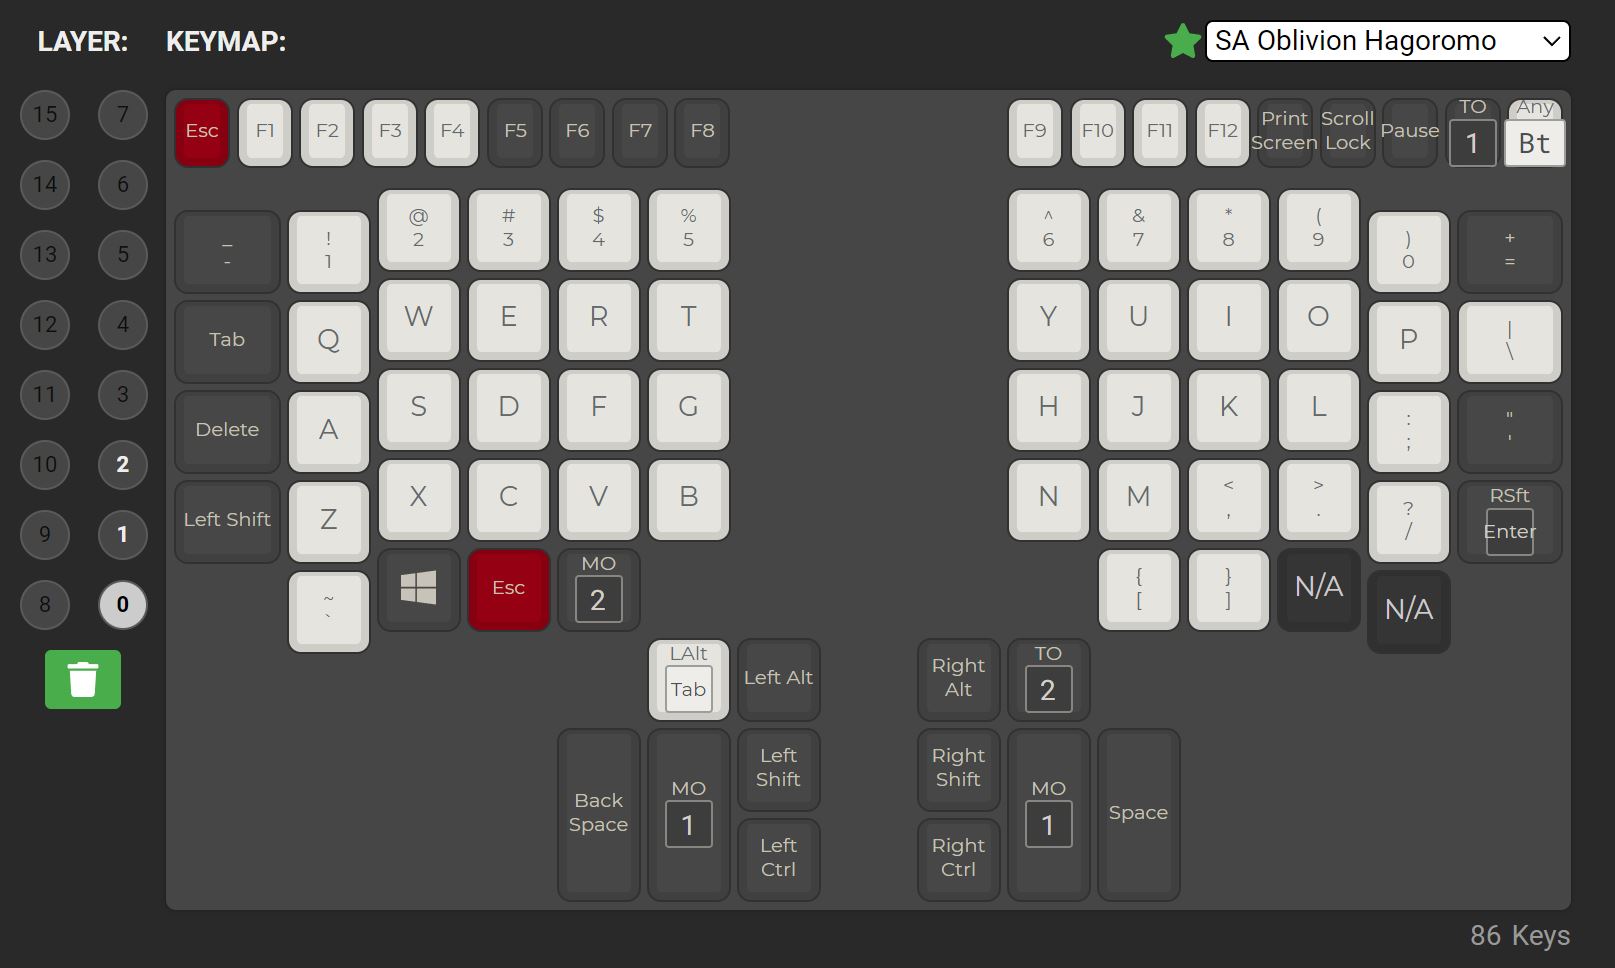 LAYER: KEYMAP: SA Oblivion Hagoromo
15 7
14 6
13 5
12 4
11 3
10 2
9 1
8 0
Esc F1 F2 F3 F4 F5 F6 F7 F8 F9 F10 F11 F12 Print Screen Scroll Lock Pause TO 1 Any Bt
_ - ! 1 @ 2 # 3 $ 4 % 5 ^ 6 & 7 * 8 ( 9 ) 0 + =
Tab Q W E R T Y U I O P | \
Delete A S D F G H J K L : ; " '
Left Shift Z X C V B N M < , > . ? / RSft Enter
~ ` Esc MO 2 { [ } ] N/A N/A
LAlt Tab Left Alt Right Alt TO 2
Back Space MO 1 Left Shift Right Shift MO 1 Space
Left Ctrl Right Ctrl
86 Keys